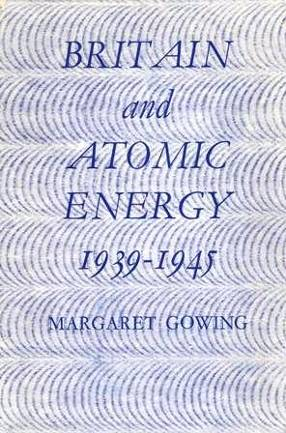 BRITAIN
and
ATOMIC
ENERGY
1939-1945
MARGARET GOWING